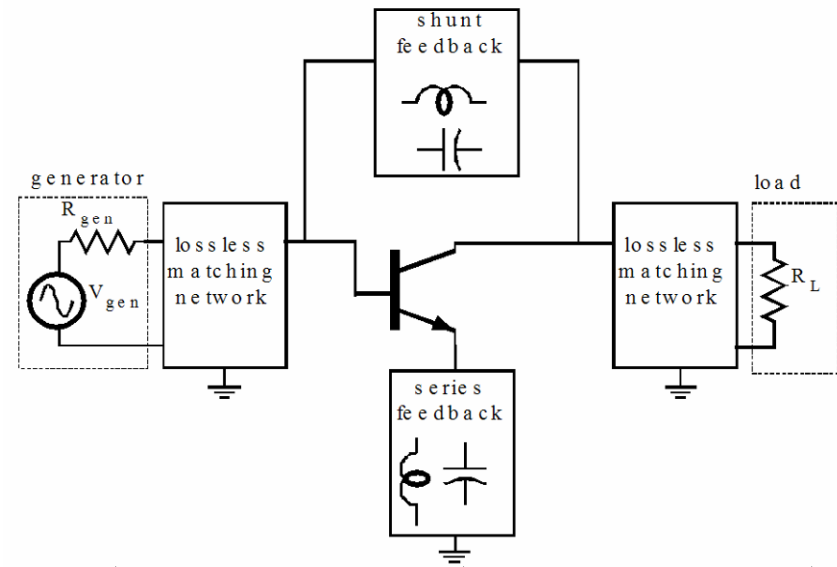 shunt
feedback
generator
R gen
V gen
lossless
matching
network
series
feedback
lossless
matching
network
load
R L